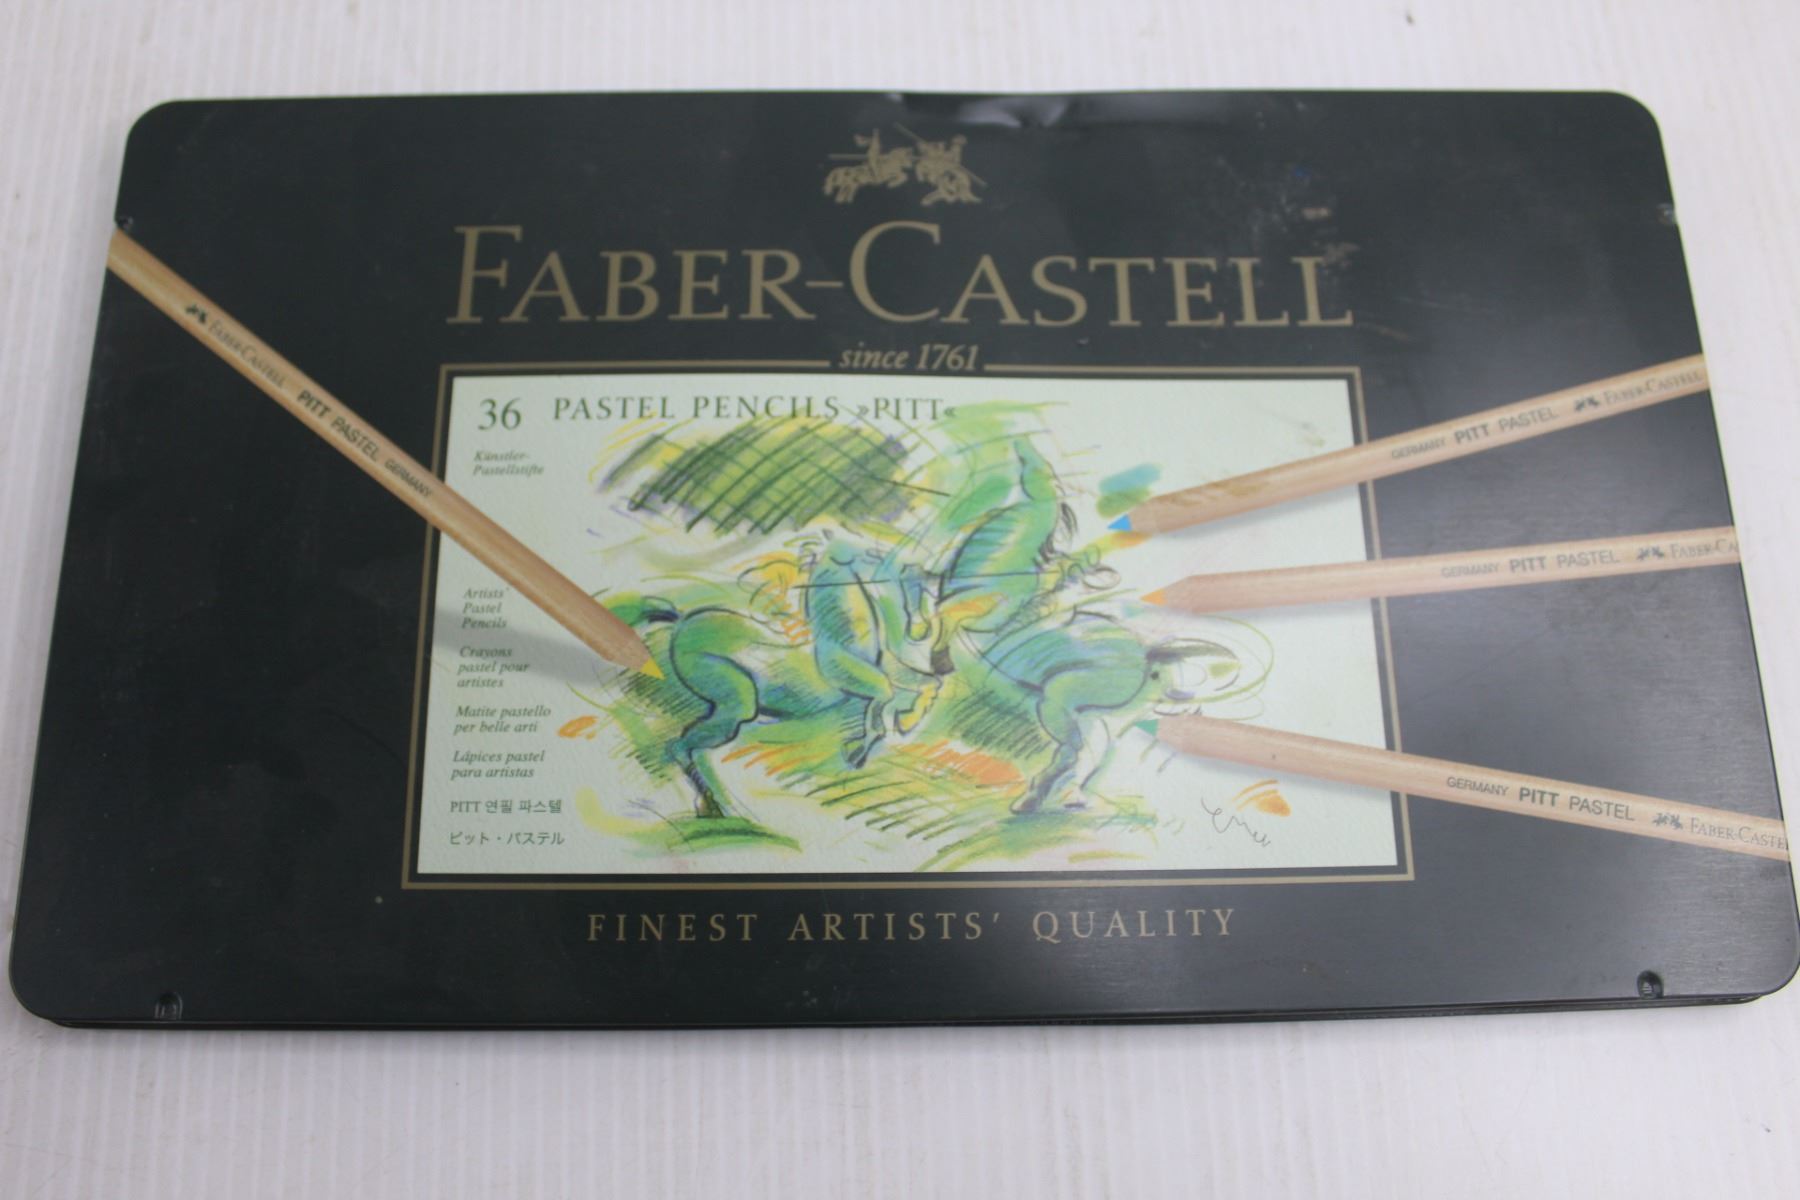 FABER-CASTELL
since 1761
36 PASTEL PENCILS »PITT«
Künstler-
Pastellstifte
Artists'
Pastel
Pencils
Crayons
pastel pour
artistes
Matite pastello
per belle arti
Lápices pastel
para artistas
PITT 연필 파스텔
ピット・パステル
FABER-CASTELL PITT PASTEL GERMANY
GERMANY PITT PASTEL FABER-CASTELL
GERMANY PITT PASTEL FABER-CA
GERMANY PITT PASTEL FABER-CASTE
FINEST ARTISTS' QUALITY